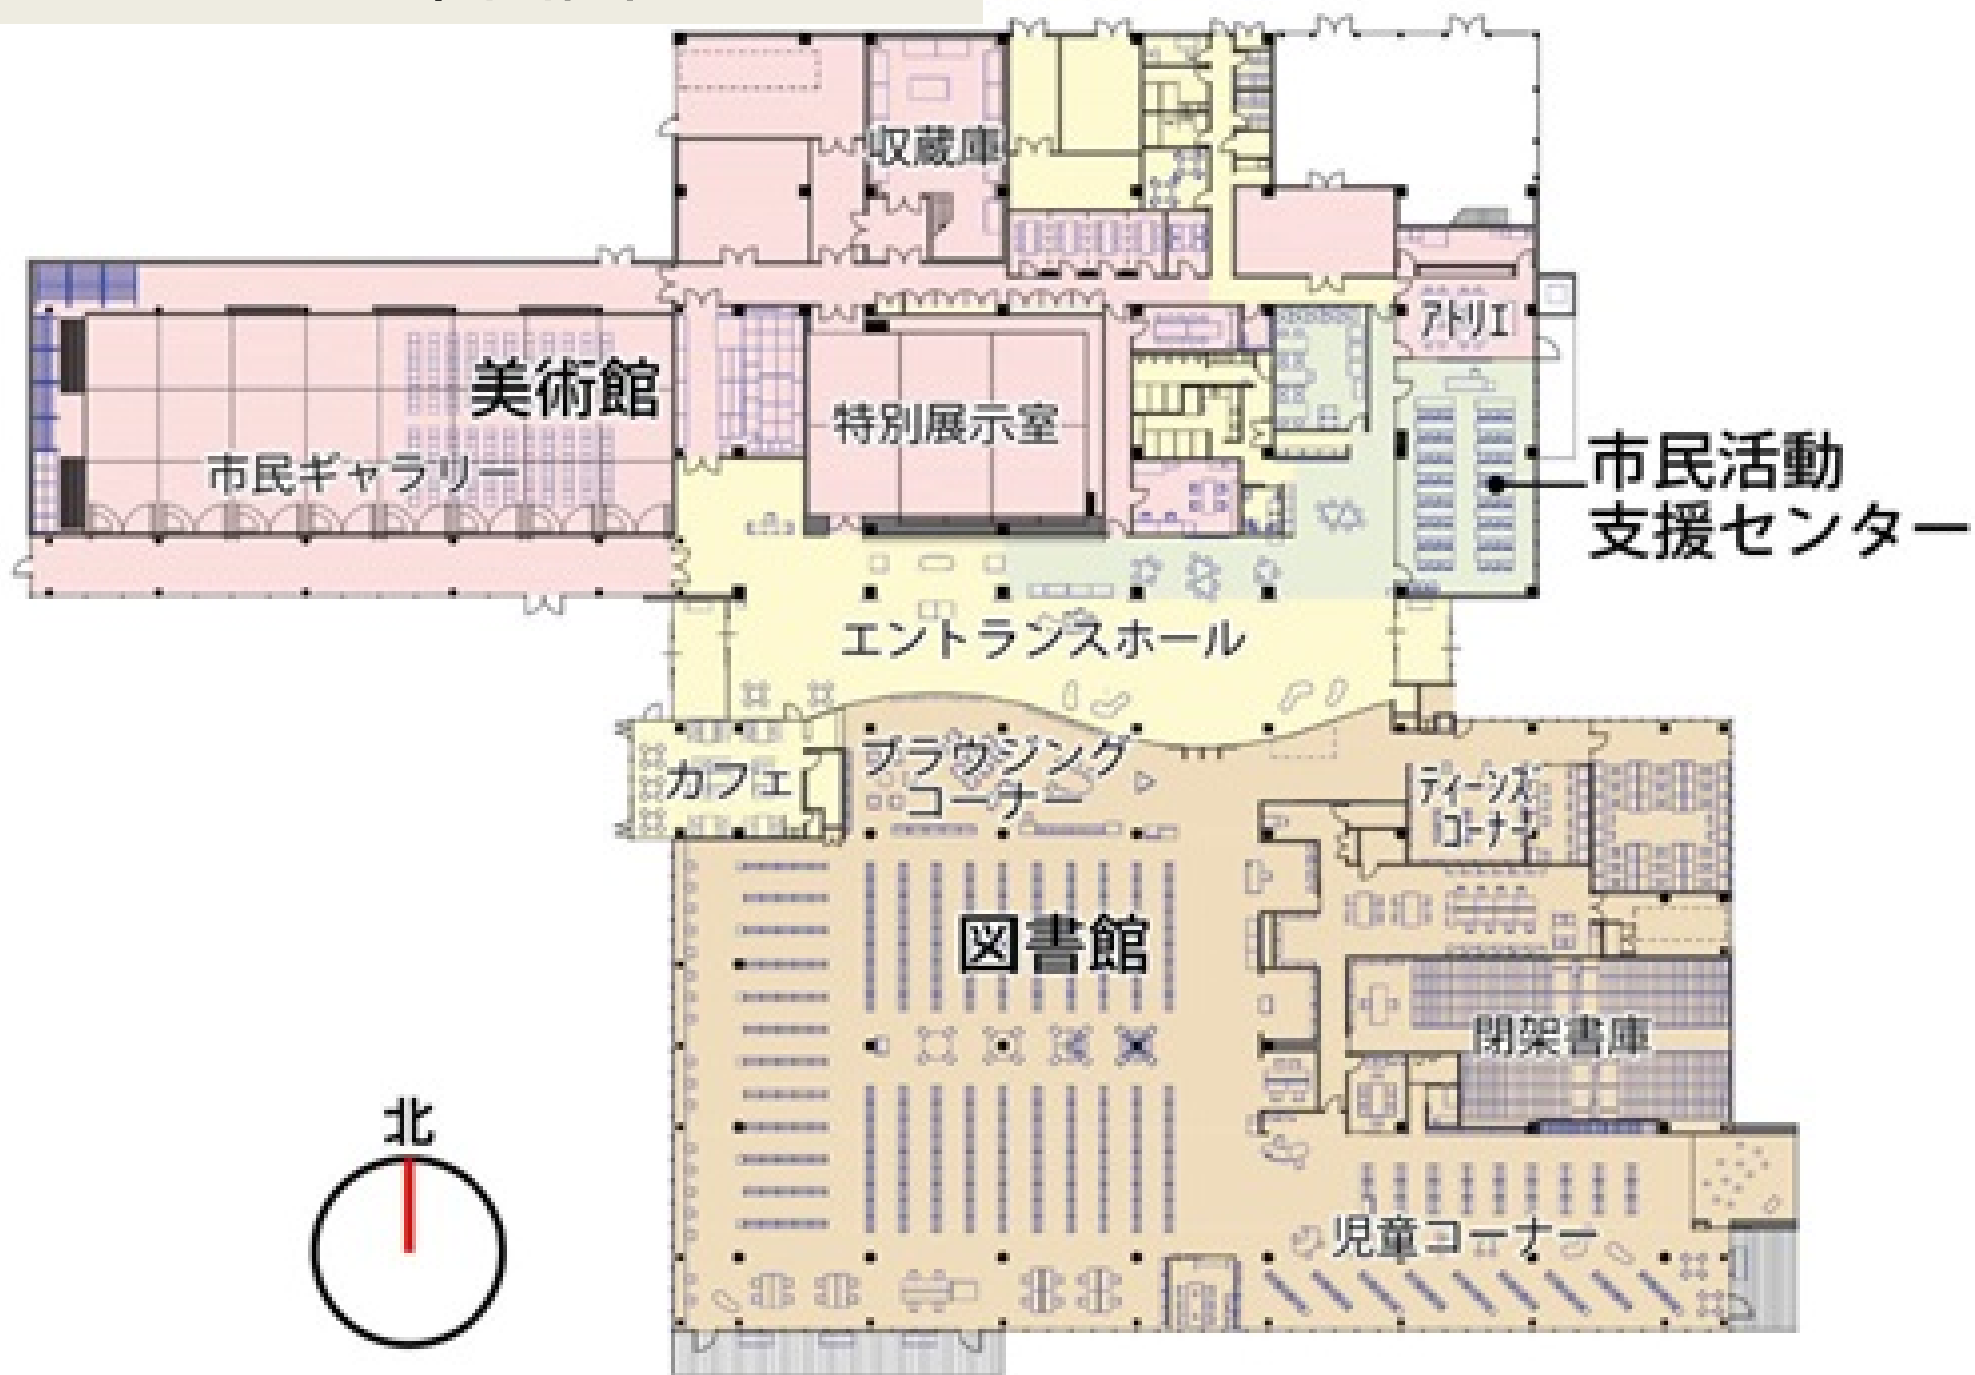 収蔵庫
アトリエ
美術館
特別展示室
市民ギャラリー
市民活動
支援センター
エントランスホール
カフェ
ブラウジング
コーナー
ティーンズ
コーナー
図書館
閉架書庫
北
児童コーナー